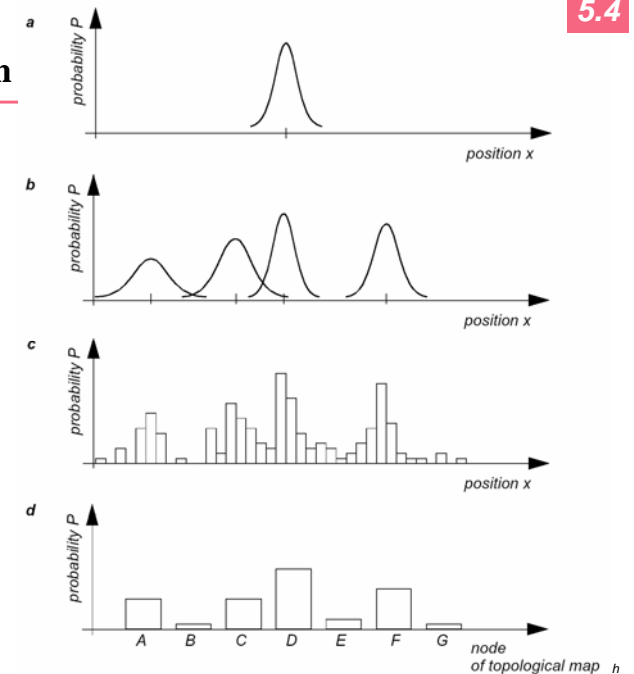 5.4
n
a
probability P
position x
b
probability P
position x
c
probability P
position x
d
probability P
A B C D E F G
node
of topological map h